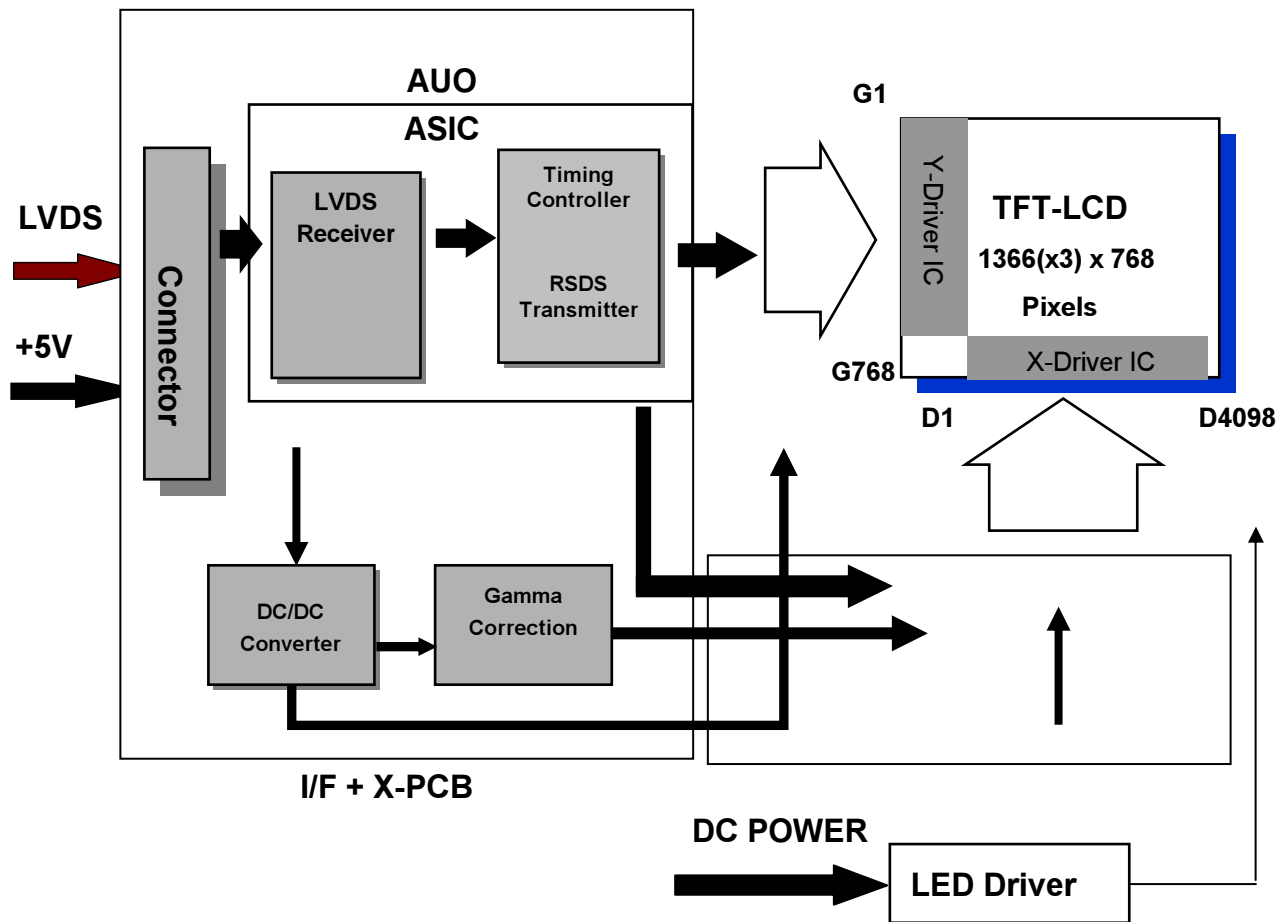 AUO
ASIC
LVDS
+5V
Connector
LVDS
Receiver
Timing
Controller
RSDS
Transmitter
G1
G768
Y-Driver IC
TFT-LCD
1366(x3) x 768
Pixels
X-Driver IC
D1
D4098
DC/DC
Converter
Gamma
Correction
I/F + X-PCB
DC POWER
LED Driver